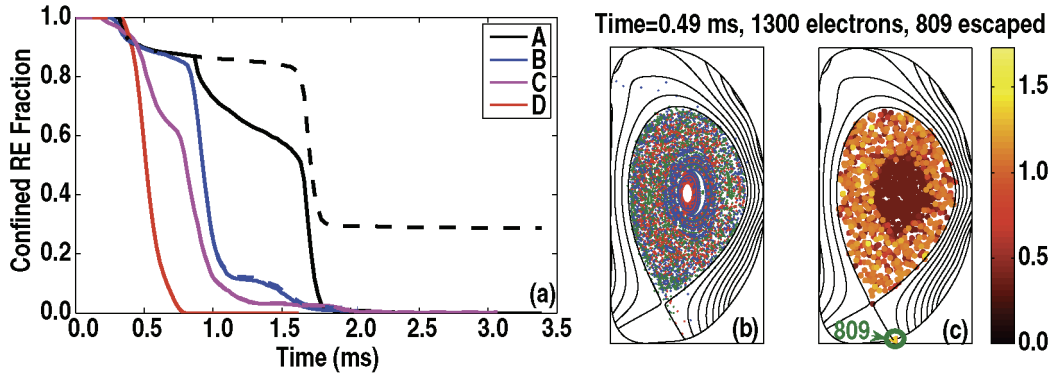 Time=0.49 ms, 1300 electrons, 809 escaped
1.0
0.8
0.6
0.4
0.2
0.0
Confined RE Fraction
A
B
C
D
(a)
0.0 0.5 1.0 1.5 2.0 2.5 3.0 3.5
Time (ms)
(b)
809
(c)
1.5
1.0
0.5
0.0